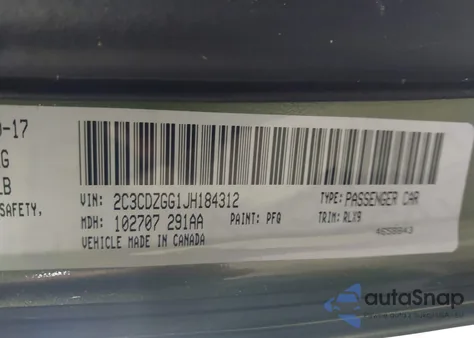 0-17
G
LB
SAFETY,
VIN: 2C3CDZGG1JH184312 TYPE: PASSENGER CAR
MDH: 102707 291AA PAINT: PFQ TRIM: RLX9
VEHICLE MADE IN CANADA
autoSnap